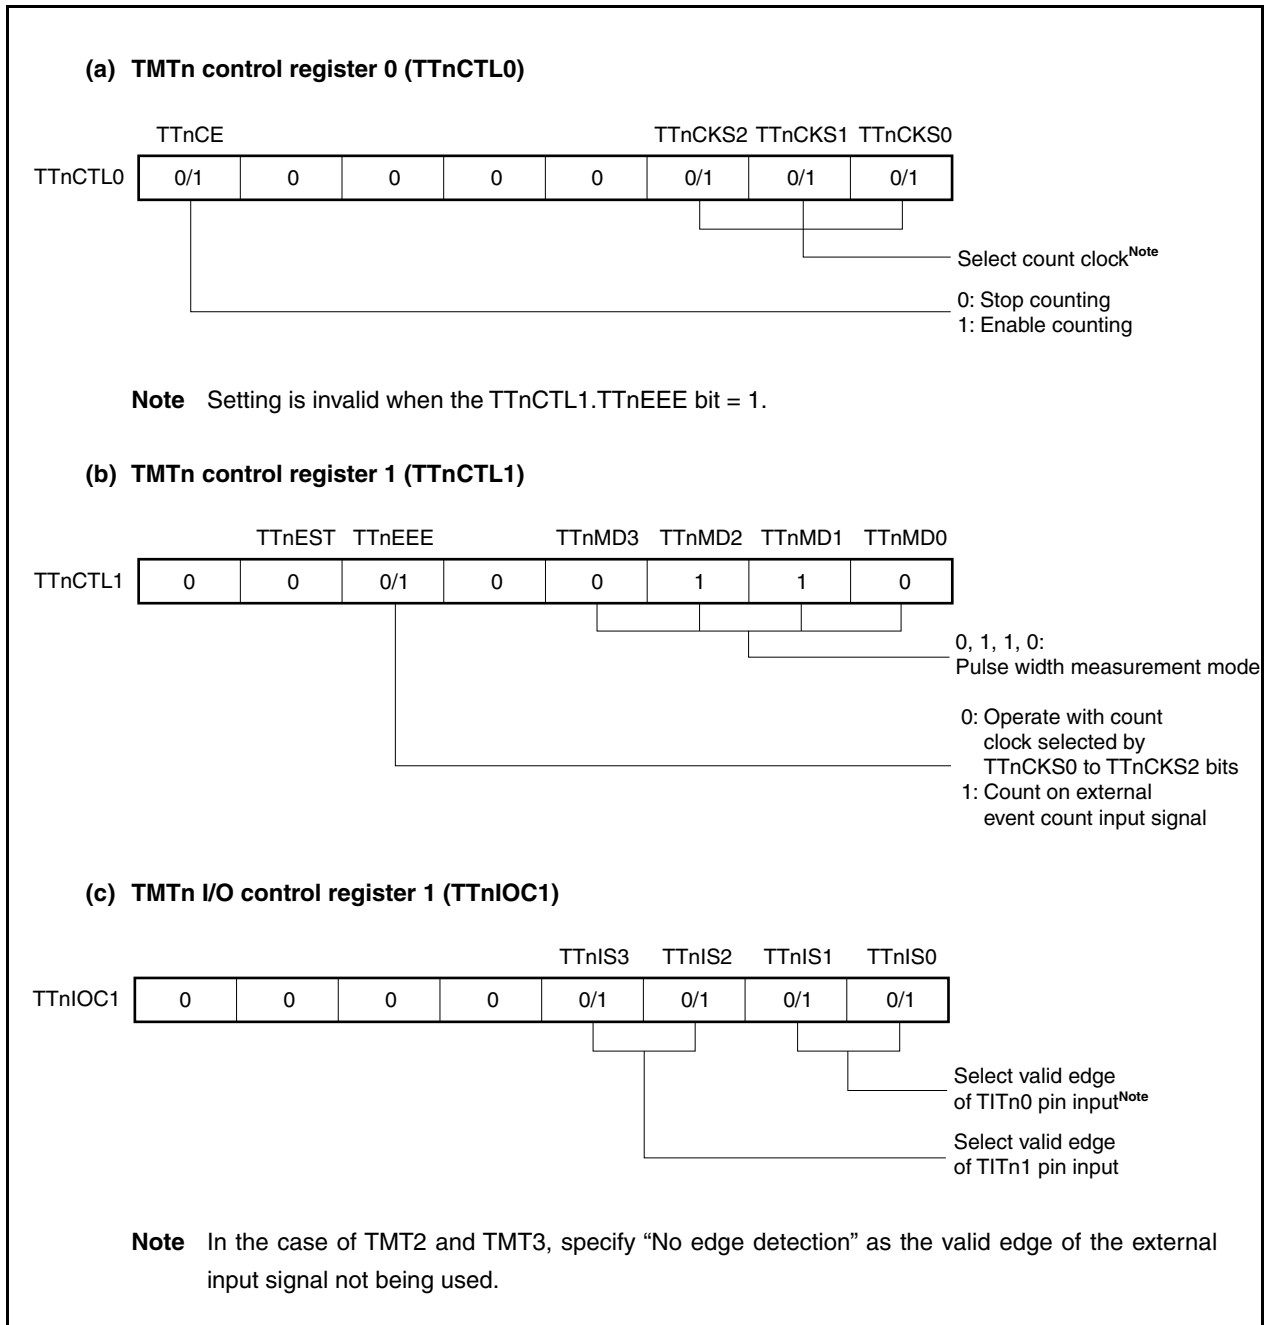 (a) TMTn control register 0 (TTnCTL0)
TTnCE TTnCKS2 TTnCKS1 TTnCKS0
TTnCTL0 0/1 0 0 0 0 0/1 0/1 0/1
Select count clockNote
0: Stop counting
1: Enable counting
Note Setting is invalid when the TTnCTL1.TTnEEE bit = 1.
(b) TMTn control register 1 (TTnCTL1)
TTnEST TTnEEE TTnMD3 TTnMD2 TTnMD1 TTnMD0
TTnCTL1 0 0 0/1 0 0 1 1 0
0, 1, 1, 0:
Pulse width measurement mode
0: Operate with count
clock selected by
TTnCKS0 to TTnCKS2 bits
1: Count on external
event count input signal
(c) TMTn I/O control register 1 (TTnIOC1)
TTnIS3 TTnIS2 TTnIS1 TTnIS0
TTnIOC1 0 0 0 0 0/1 0/1 0/1 0/1
Select valid edge
of TITn0 pin inputNote
Select valid edge
of TITn1 pin input
Note In the case of TMT2 and TMT3, specify “No edge detection” as the valid edge of the external
input signal not being used.